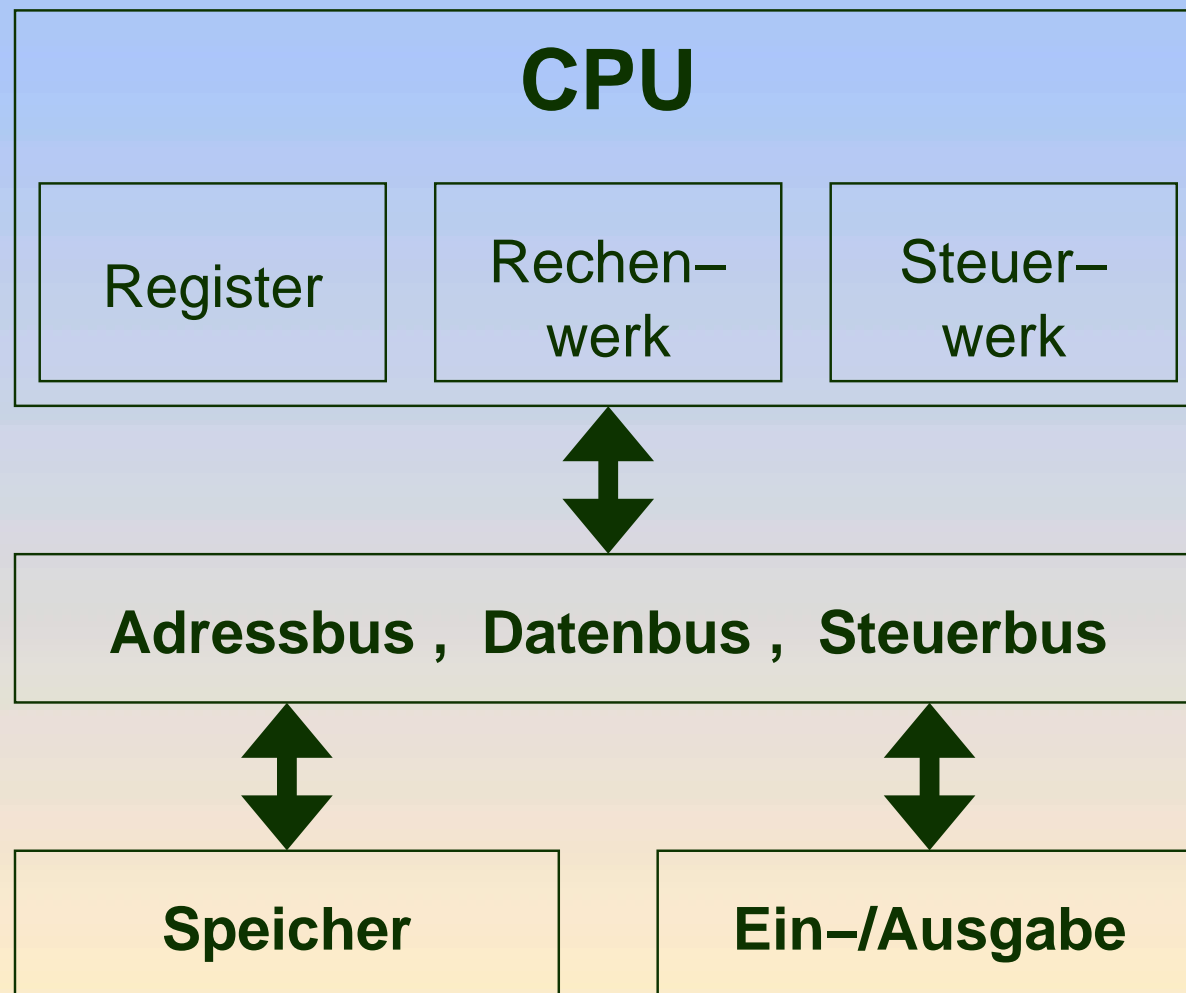 CPU
Register
Rechen–
werk
Steuer–
werk
Adressbus , Datenbus , Steuerbus
Speicher
Ein–/Ausgabe